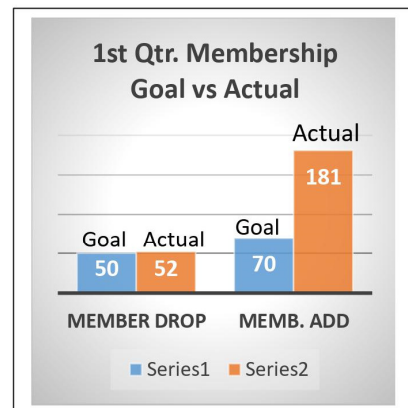 1st Qtr. Membership
Goal vs Actual
Actual
181
Goal Actual Goal
50 52 70
MEMBER DROP MEMB. ADD
Series1 Series2